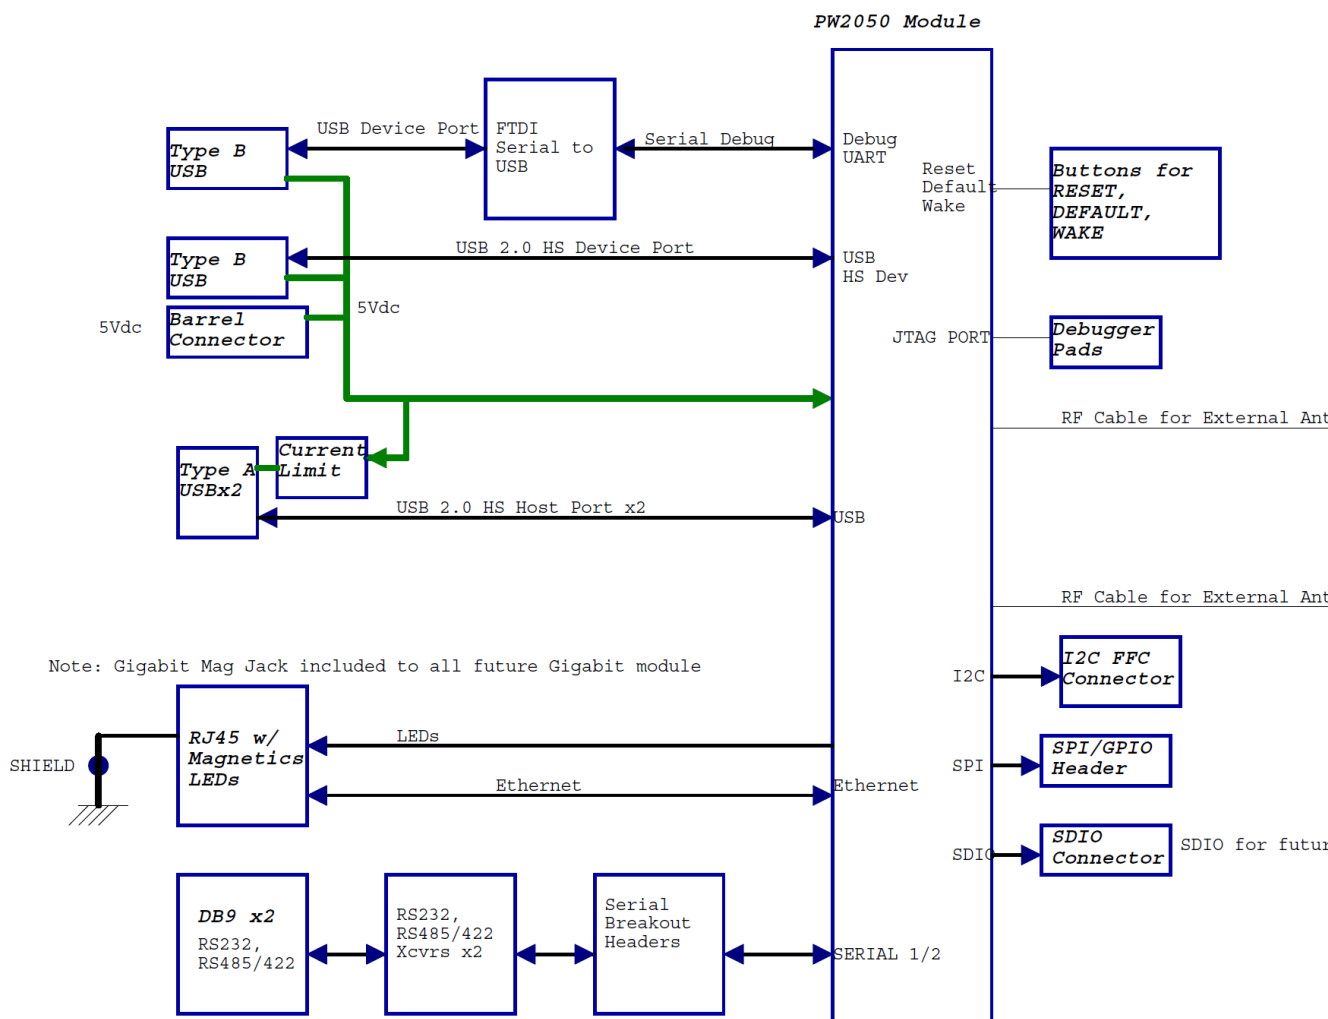 PW2050 Module
USB Device Port
FTDI
Serial to
USB
Serial Debug
Debug
UART
Type B
USB
Reset
Default
Wake
Buttons for
RESET,
DEFAULT,
WAKE
Type B
USB
USB 2.0 HS Device Port
USB
HS Dev
5Vdc
Barrel
Connector
5Vdc
JTAG PORT
Debugger
Pads
RF Cable for External Ant
Type A
USBx2
Current
Limit
USB 2.0 HS Host Port x2
USB
RF Cable for External Ant
Note: Gigabit Mag Jack included to all future Gigabit module
I2C
I2C FFC
Connector
RJ45 w/
Magnetics
LEDs
LEDs
SHIELD
Ethernet
Ethernet
SPI
SPI/GPIO
Header
SDIO
SDIO
Connector
SDIO for futur
DB9 x2
RS232,
RS485/422
RS232,
RS485/422
Xcvrs x2
Serial
Breakout
Headers
SERIAL 1/2